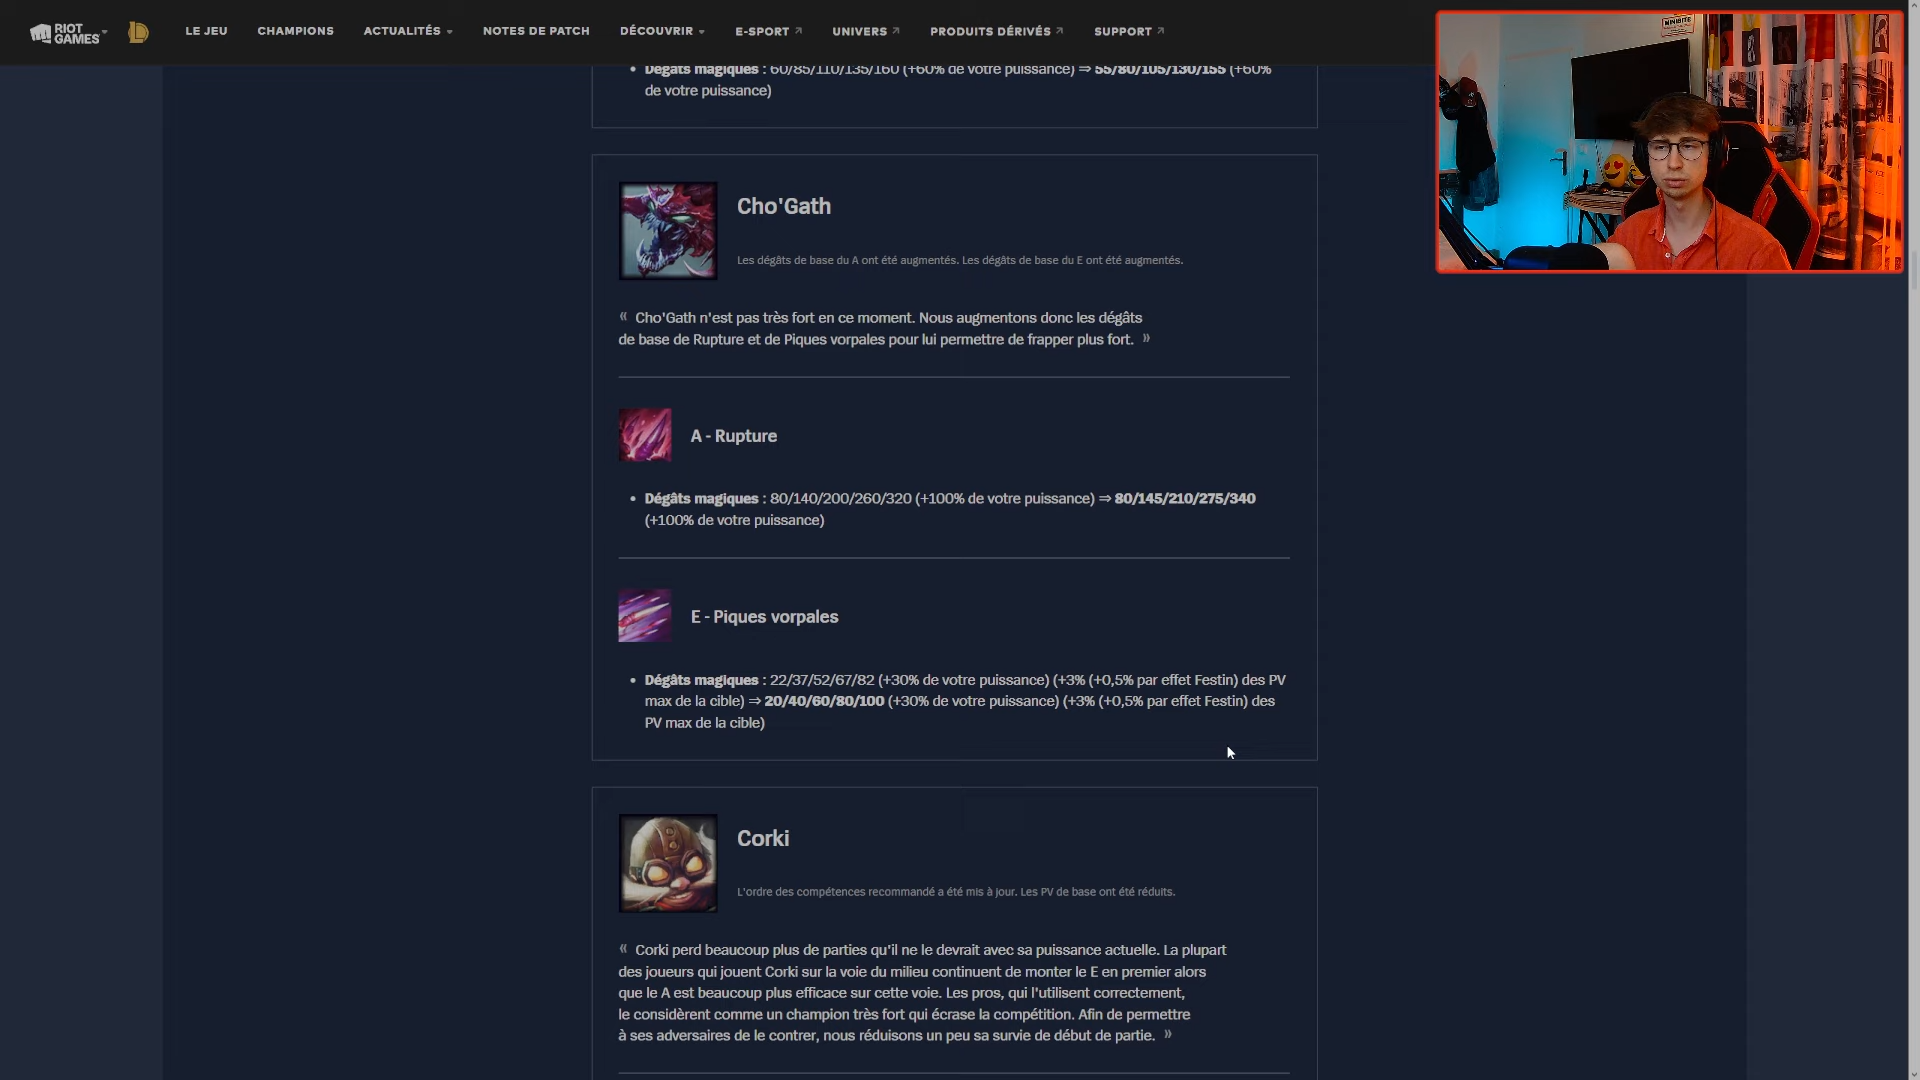 RIOT GAMES
LE JEU
CHAMPIONS
ACTUALITÉS
NOTES DE PATCH
DÉCOUVRIR
E-SPORT
UNIVERS
PRODUITS DÉRIVÉS
SUPPORT
• Dégâts magiques : 60/85/110/135/160 (+60% de votre puissance) ⇒ 55/80/105/130/155 (+60%
de votre puissance)
Cho'Gath
Les dégâts de base du A ont été augmentés. Les dégâts de base du E ont été augmentés.
« Cho'Gath n'est pas très fort en ce moment. Nous augmentons donc les dégâts
de base de Rupture et de Piques vorpales pour lui permettre de frapper plus fort. »
A - Rupture
• Dégâts magiques : 80/140/200/260/320 (+100% de votre puissance) ⇒ 80/145/210/275/340
(+100% de votre puissance)
E - Piques vorpales
• Dégâts magiques : 22/37/52/67/82 (+30% de votre puissance) (+3% (+0,5% par effet Festin) des PV
max de la cible) ⇒ 20/40/60/80/100 (+30% de votre puissance) (+3% (+0,5% par effet Festin) des
PV max de la cible)
Corki
L'ordre des compétences recommandé a été mis à jour. Les PV de base ont été réduits.
« Corki perd beaucoup plus de parties qu'il ne le devrait avec sa puissance actuelle. La plupart
des joueurs qui jouent Corki sur la voie du milieu continuent de monter le E en premier alors
que le A est beaucoup plus efficace sur cette voie. Les pros, qui l'utilisent correctement,
le considèrent comme un champion très fort qui écrase la compétition. Afin de permettre
à ses adversaires de le contrer, nous réduisons un peu sa survie de début de partie. »